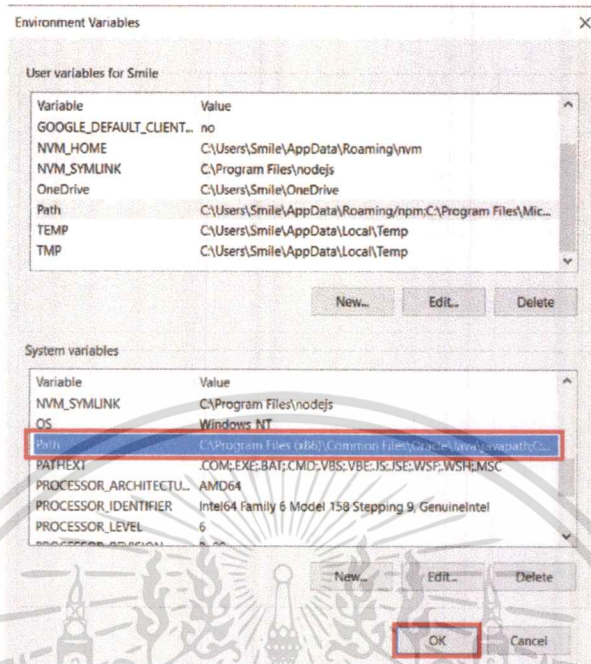 Environment Variables
User variables for Smile
Variable Value
GOOGLE_DEFAULT_CLIENT... no
NVM_HOME C:\Users\Smile\AppData\Roaming\nvm
NVM_SYMLINK C:\Program Files\nodejs
OneDrive C:\Users\Smile\OneDrive
Path C:\Users\Smile\AppData\Roaming/npm;C:\Program Files\Mic...
TEMP C:\Users\Smile\AppData\Local\Temp
TMP C:\Users\Smile\AppData\Local\Temp
New... Edit... Delete
System variables
Variable Value
NVM_SYMLINK C:\Program Files\nodejs
OS Windows_NT
Path C:\Program Files (x86)\Common Files\Oracle\Java\javapath;C:...
PATHEXT .COM;.EXE;.BAT;.CMD;.VBS;.VBE;.JS;.JSE;.WSF;.WSH;.MSC
PROCESSOR_ARCHITECTU... AMD64
PROCESSOR_IDENTIFIER Intel64 Family 6 Model 158 Stepping 9, GenuineIntel
PROCESSOR_LEVEL 6
New... Edit... Delete
OK Cancel